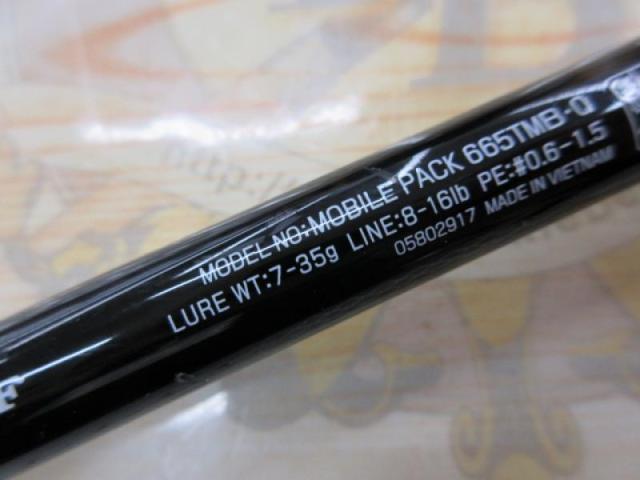 MODEL NO:MOBILE PACK 665TMB·Q
LURE WT:7-35g LINE:8-16lb PE:#0.6-1.5
05802917 MADE IN VIETNAM
F
http://